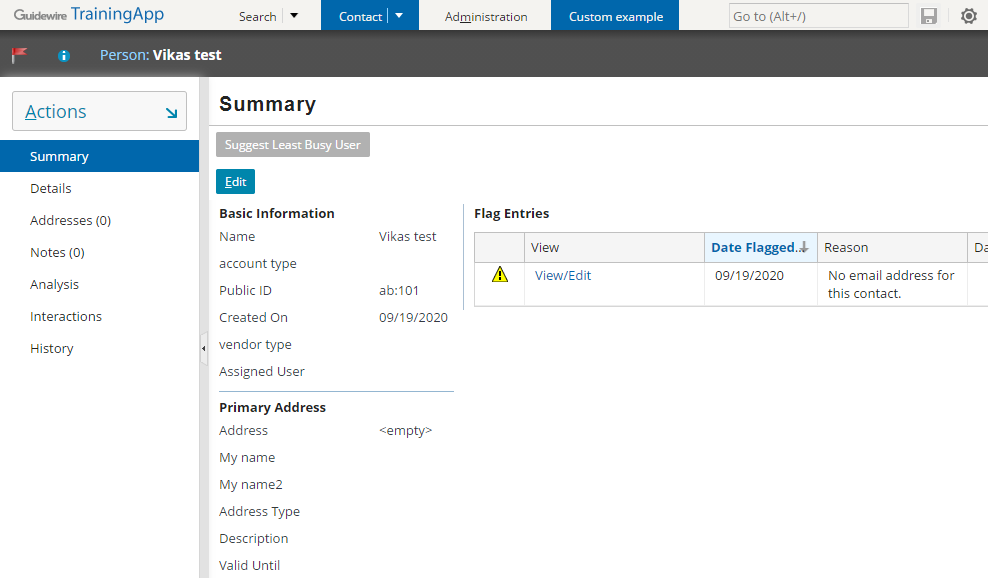 Guidewire TrainingApp Search Contact Administration Custom example Go to (Alt+/)
Person: Vikas test
Actions
Summary
Details
Addresses (0)
Notes (0)
Analysis
Interactions
History
Summary
Suggest Least Busy User
Edit
Basic Information
Name Vikas test
account type
Public ID ab:101
Created On 09/19/2020
vendor type
Assigned User
Primary Address
Address <empty>
My name
My name2
Address Type
Description
Valid Until
Flag Entries
View Date Flagged... Reason Da
View/Edit 09/19/2020 No email address for
this contact.